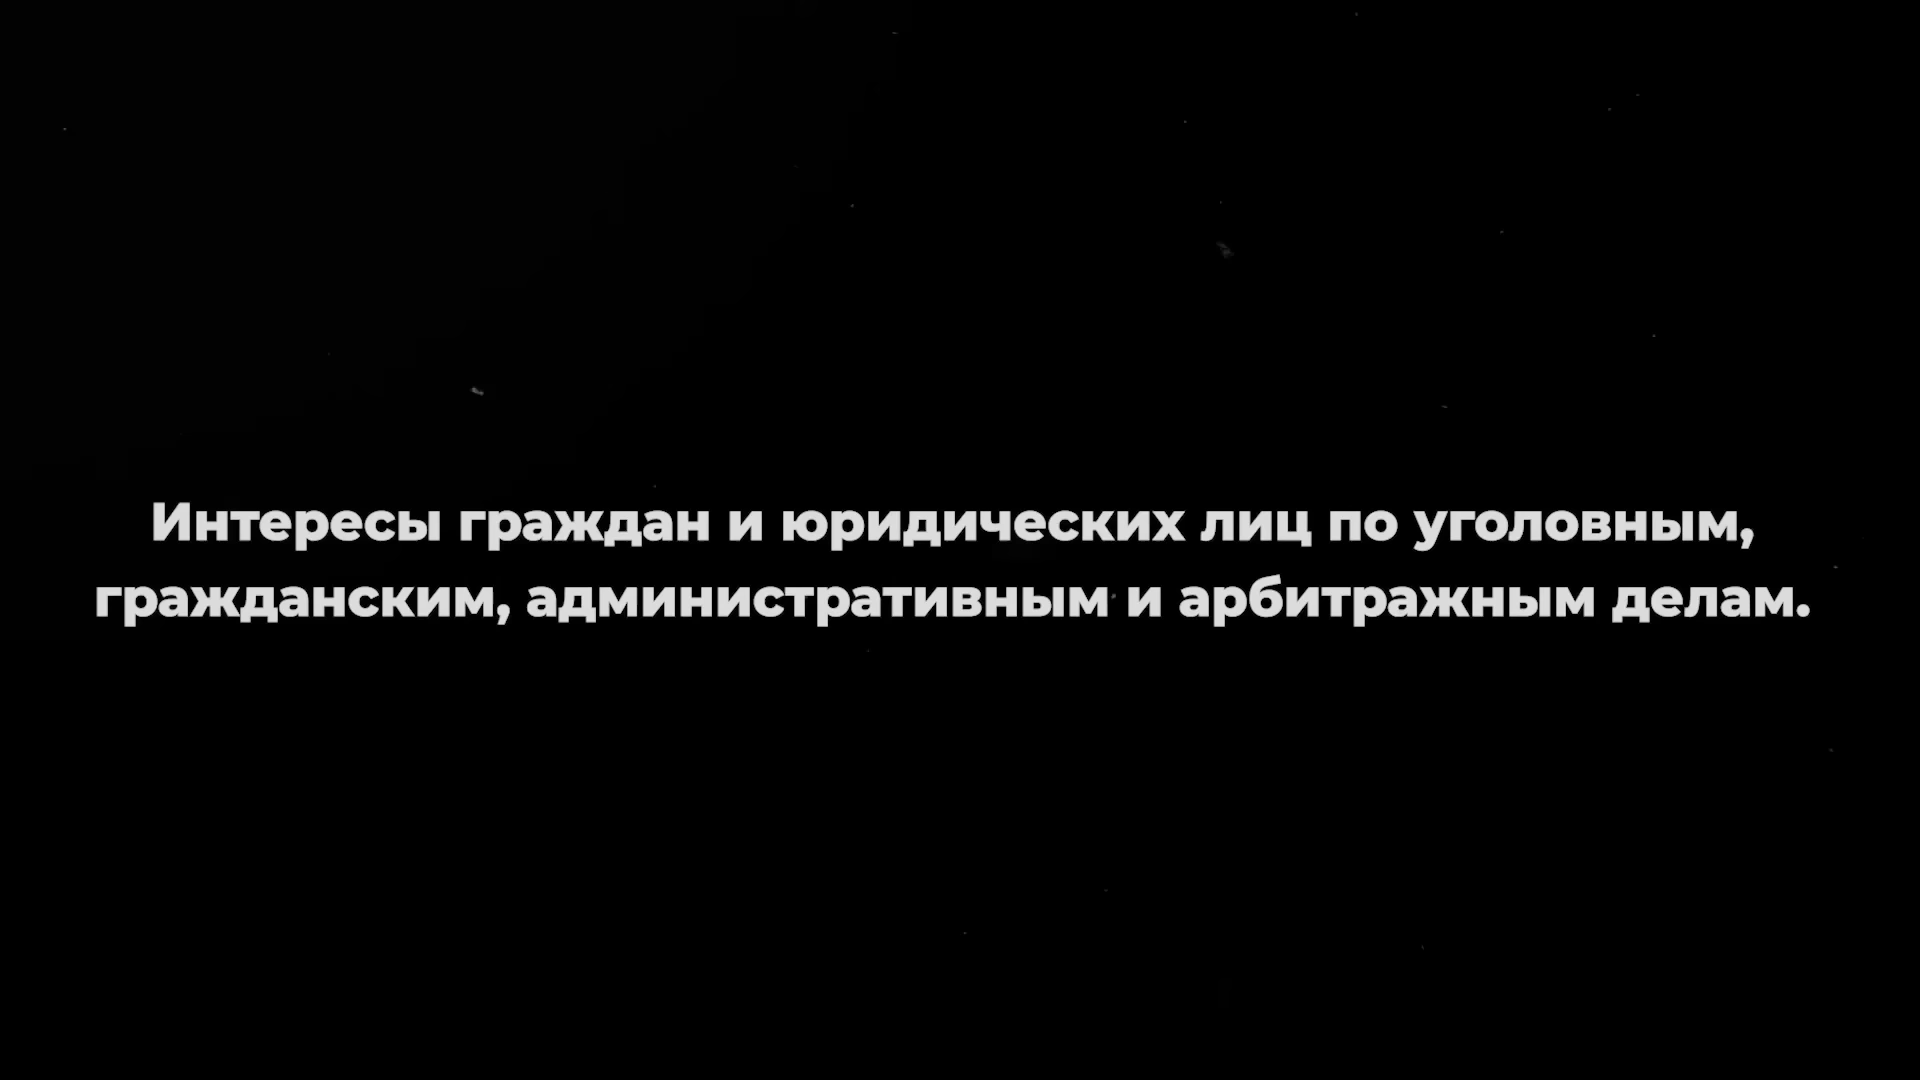 Интересы граждан и юридических лиц по уголовным,
гражданским, административным и арбитражным делам.